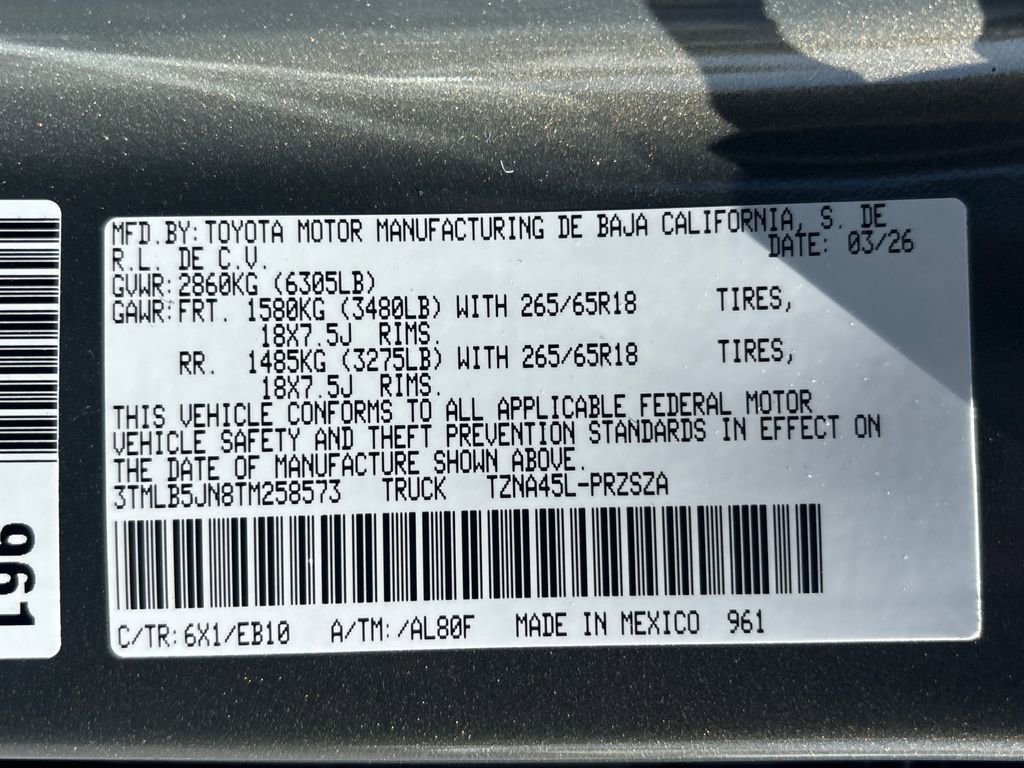 MFD.BY: TOYOTA MOTOR MANUFACTURING DE BAJA CALIFORNIA, S. DE
R.L. DE C.V. DATE: 03/26
GVWR: 2860KG (6305LB)
GAWR: FRT. 1580KG (3480LB) WITH 265/65R18 TIRES,
18X7.5J RIMS.
RR. 1485KG (3275LB) WITH 265/65R18 TIRES,
18X7.5J RIMS.
THIS VEHICLE CONFORMS TO ALL APPLICABLE FEDERAL MOTOR
VEHICLE SAFETY AND THEFT PREVENTION STANDARDS IN EFFECT ON
THE DATE OF MANUFACTURE SHOWN ABOVE.
3TMLB5JN8TM258573 TRUCK TZNA45L-PRZSZA
C/TR: 6X1/EB10 A/TM: /AL80F MADE IN MEXICO 961
961